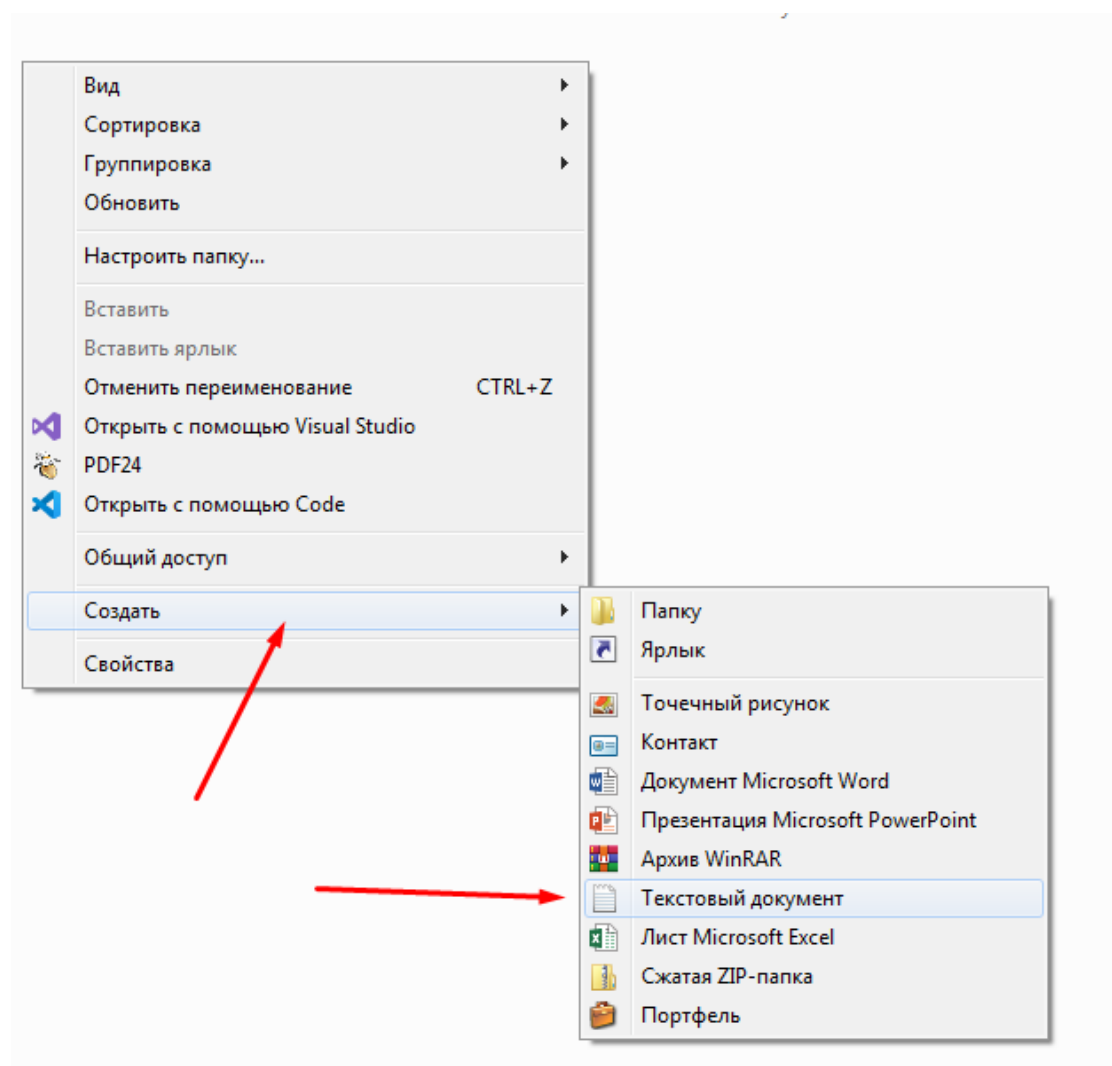 Вид
Сортировка
Группировка
Обновить
Настроить папку...
Вставить
Вставить ярлык
Отменить переименование CTRL+Z
Открыть с помощью Visual Studio
PDF24
Открыть с помощью Code
Общий доступ
Создать
Свойства
Папку
Ярлык
Точечный рисунок
Контакт
Документ Microsoft Word
Презентация Microsoft PowerPoint
Архив WinRAR
Текстовый документ
Лист Microsoft Excel
Сжатая ZIP-папка
Портфель